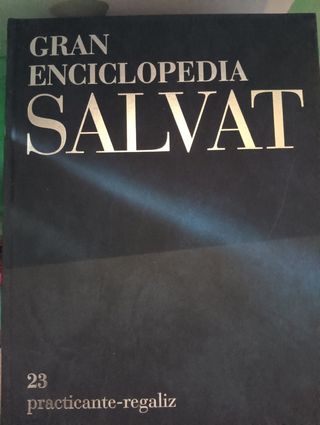 GRAN
ENCICLOPEDIA
SALVAT
23
practicante-regaliz